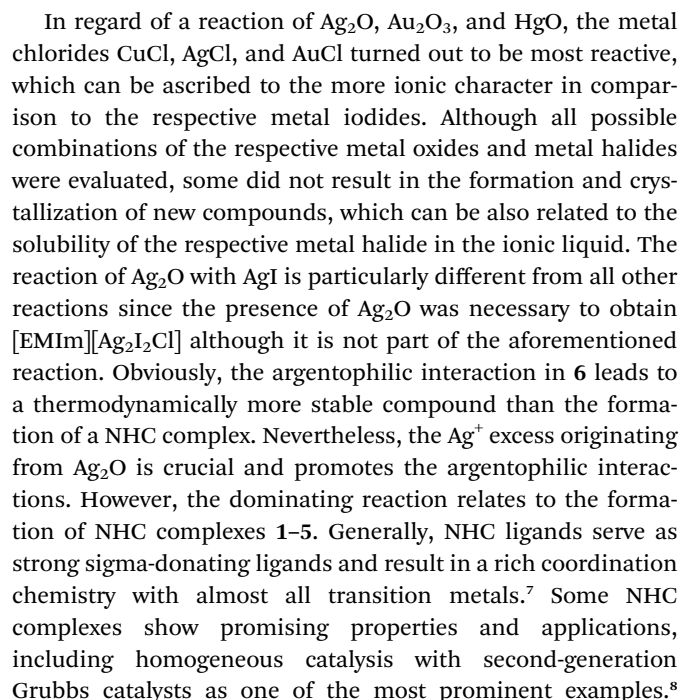 In regard of a reaction of Ag₂O, Au₂O₃, and HgO, the metal
chlorides CuCl, AgCl, and AuCl turned out to be most reactive,
which can be ascribed to the more ionic character in compar-
ison to the respective metal iodides. Although all possible
combinations of the respective metal oxides and metal halides
were evaluated, some did not result in the formation and crys-
tallization of new compounds, which can be also related to the
solubility of the respective metal halide in the ionic liquid. The
reaction of Ag₂O with AgI is particularly different from all other
reactions since the presence of Ag₂O was necessary to obtain
[EMIm][Ag₂I₂Cl] although it is not part of the aforementioned
reaction. Obviously, the argentophilic interaction in 6 leads to
a thermodynamically more stable compound than the forma-
tion of a NHC complex. Nevertheless, the Ag⁺ excess originating
from Ag₂O is crucial and promotes the argentophilic interac-
tions. However, the dominating reaction relates to the forma-
tion of NHC complexes 1–5. Generally, NHC ligands serve as
strong sigma-donating ligands and result in a rich coordination
chemistry with almost all transition metals.⁷ Some NHC
complexes show promising properties and applications,
including homogeneous catalysis with second-generation
Grubbs catalysts as one of the most prominent examples.⁸